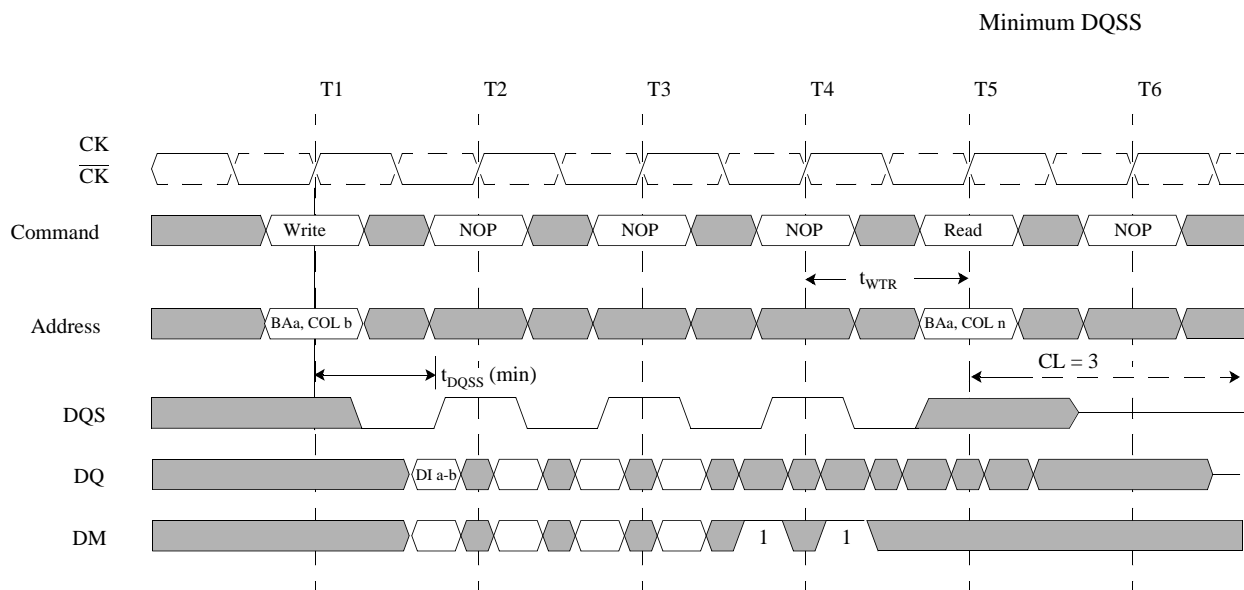 Minimum DQSS
T1 T2 T3 T4 T5 T6
CK
CK
Command Write NOP NOP NOP Read NOP
tWTR
Address BAa, COL b BAa, COL n
tDQSS (min) CL = 3
DQS
DQ DI a-b
DM 1 1